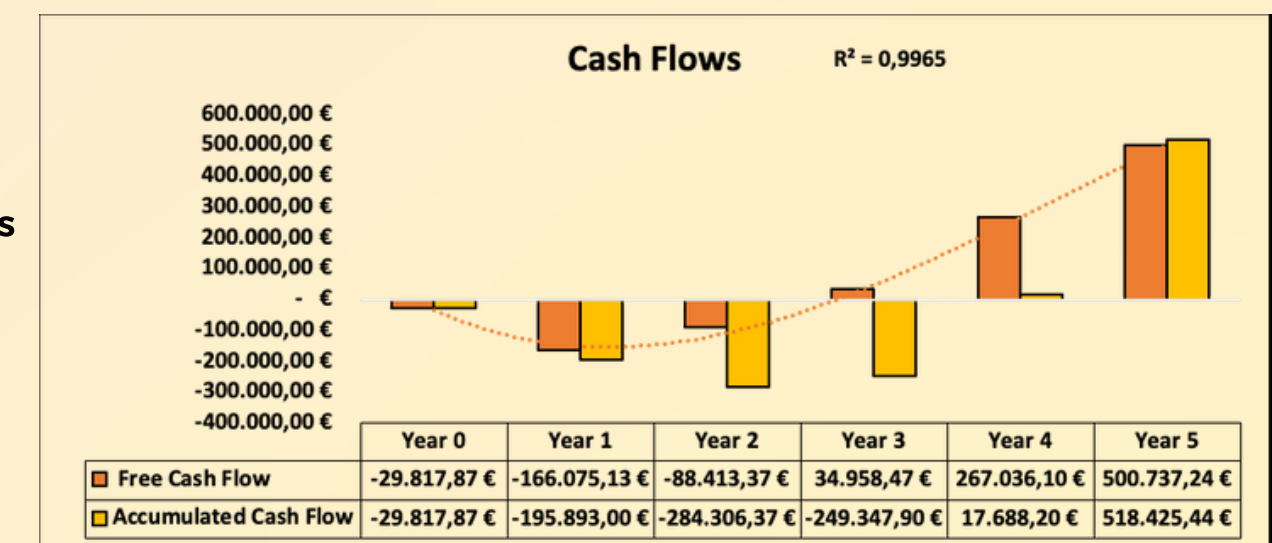 Cash Flows
R² = 0,9965
600.000,00 €
500.000,00 €
400.000,00 €
300.000,00 €
200.000,00 €
100.000,00 €
- €
-100.000,00 €
-200.000,00 €
-300.000,00 €
-400.000,00 €
Year 0 Year 1 Year 2 Year 3 Year 4 Year 5
Free Cash Flow -29.817,87 € -166.075,13 € -88.413,37 € 34.958,47 € 267.036,10 € 500.737,24 €
Accumulated Cash Flow -29.817,87 € -195.893,00 € -284.306,37 € -249.347,90 € 17.688,20 € 518.425,44 €